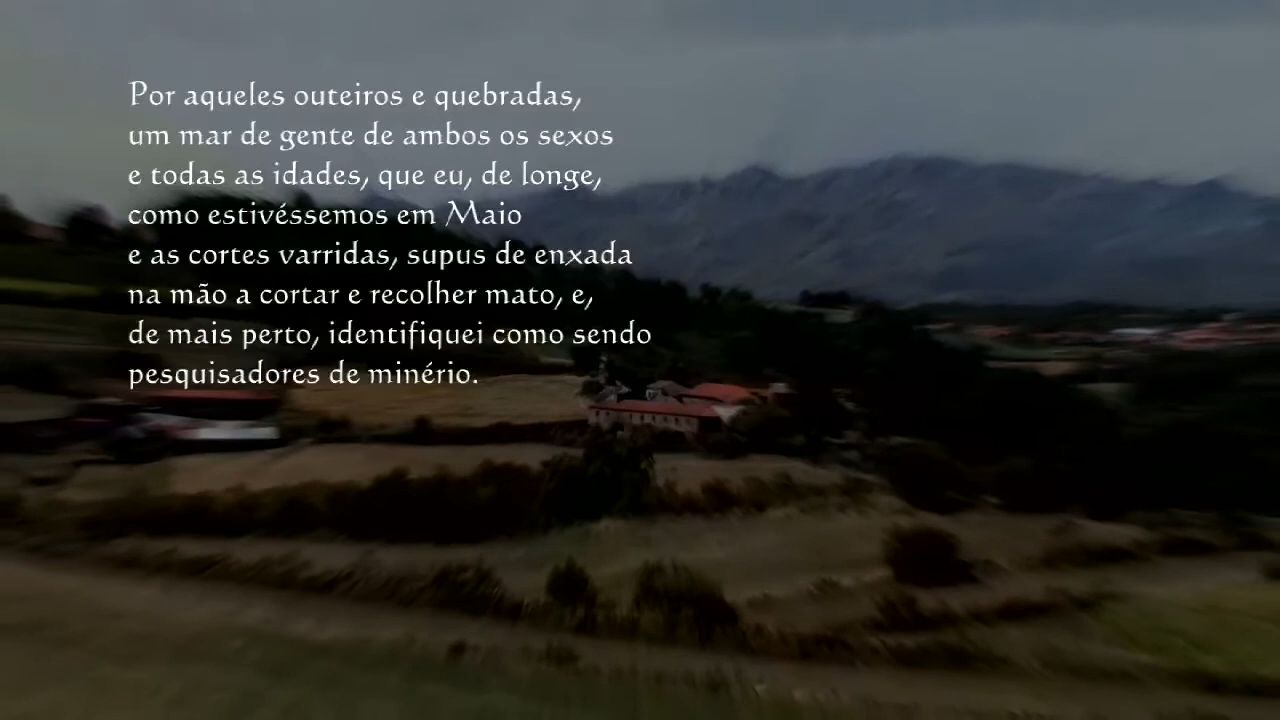 Por aqueles outeiros e quebradas,
um mar de gente de ambos os sexos
e todas as idades, que eu, de longe,
como estivéssemos em Maio
e as cortes varridas, supus de enxada
na mão a cortar e recolher mato, e,
de mais perto, identifiquei como sendo
pesquisadores de minério.